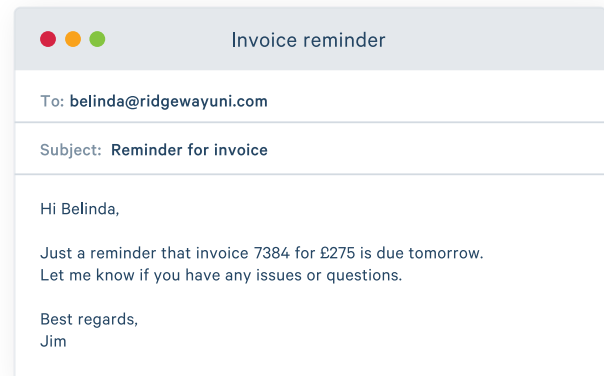 Invoice reminder
To: belinda@ridgewayuni.com
Subject: Reminder for invoice
Hi Belinda,
Just a reminder that invoice 7384 for £275 is due tomorrow.
Let me know if you have any issues or questions.
Best regards,
Jim